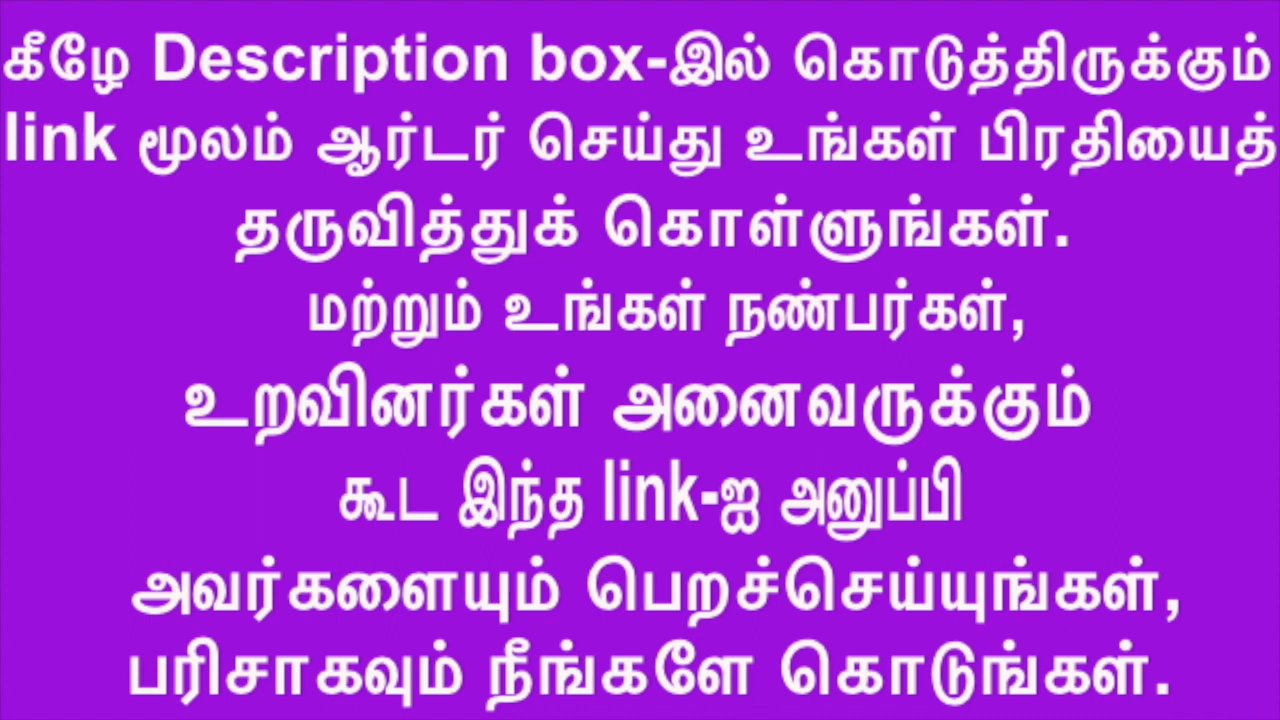 கீழே Description box-இல் கொடுத்திருக்கும்
link மூலம் ஆர்டர் செய்து உங்கள் பிரதியைத்
தருவித்துக் கொள்ளுங்கள்.
மற்றும் உங்கள் நண்பர்கள்,
உறவினர்கள் அனைவருக்கும்
கூட இந்த link-ஐ அனுப்பி
அவர்களையும் பெறச்செய்யுங்கள்,
பரிசாகவும் நீங்களே கொடுங்கள்.